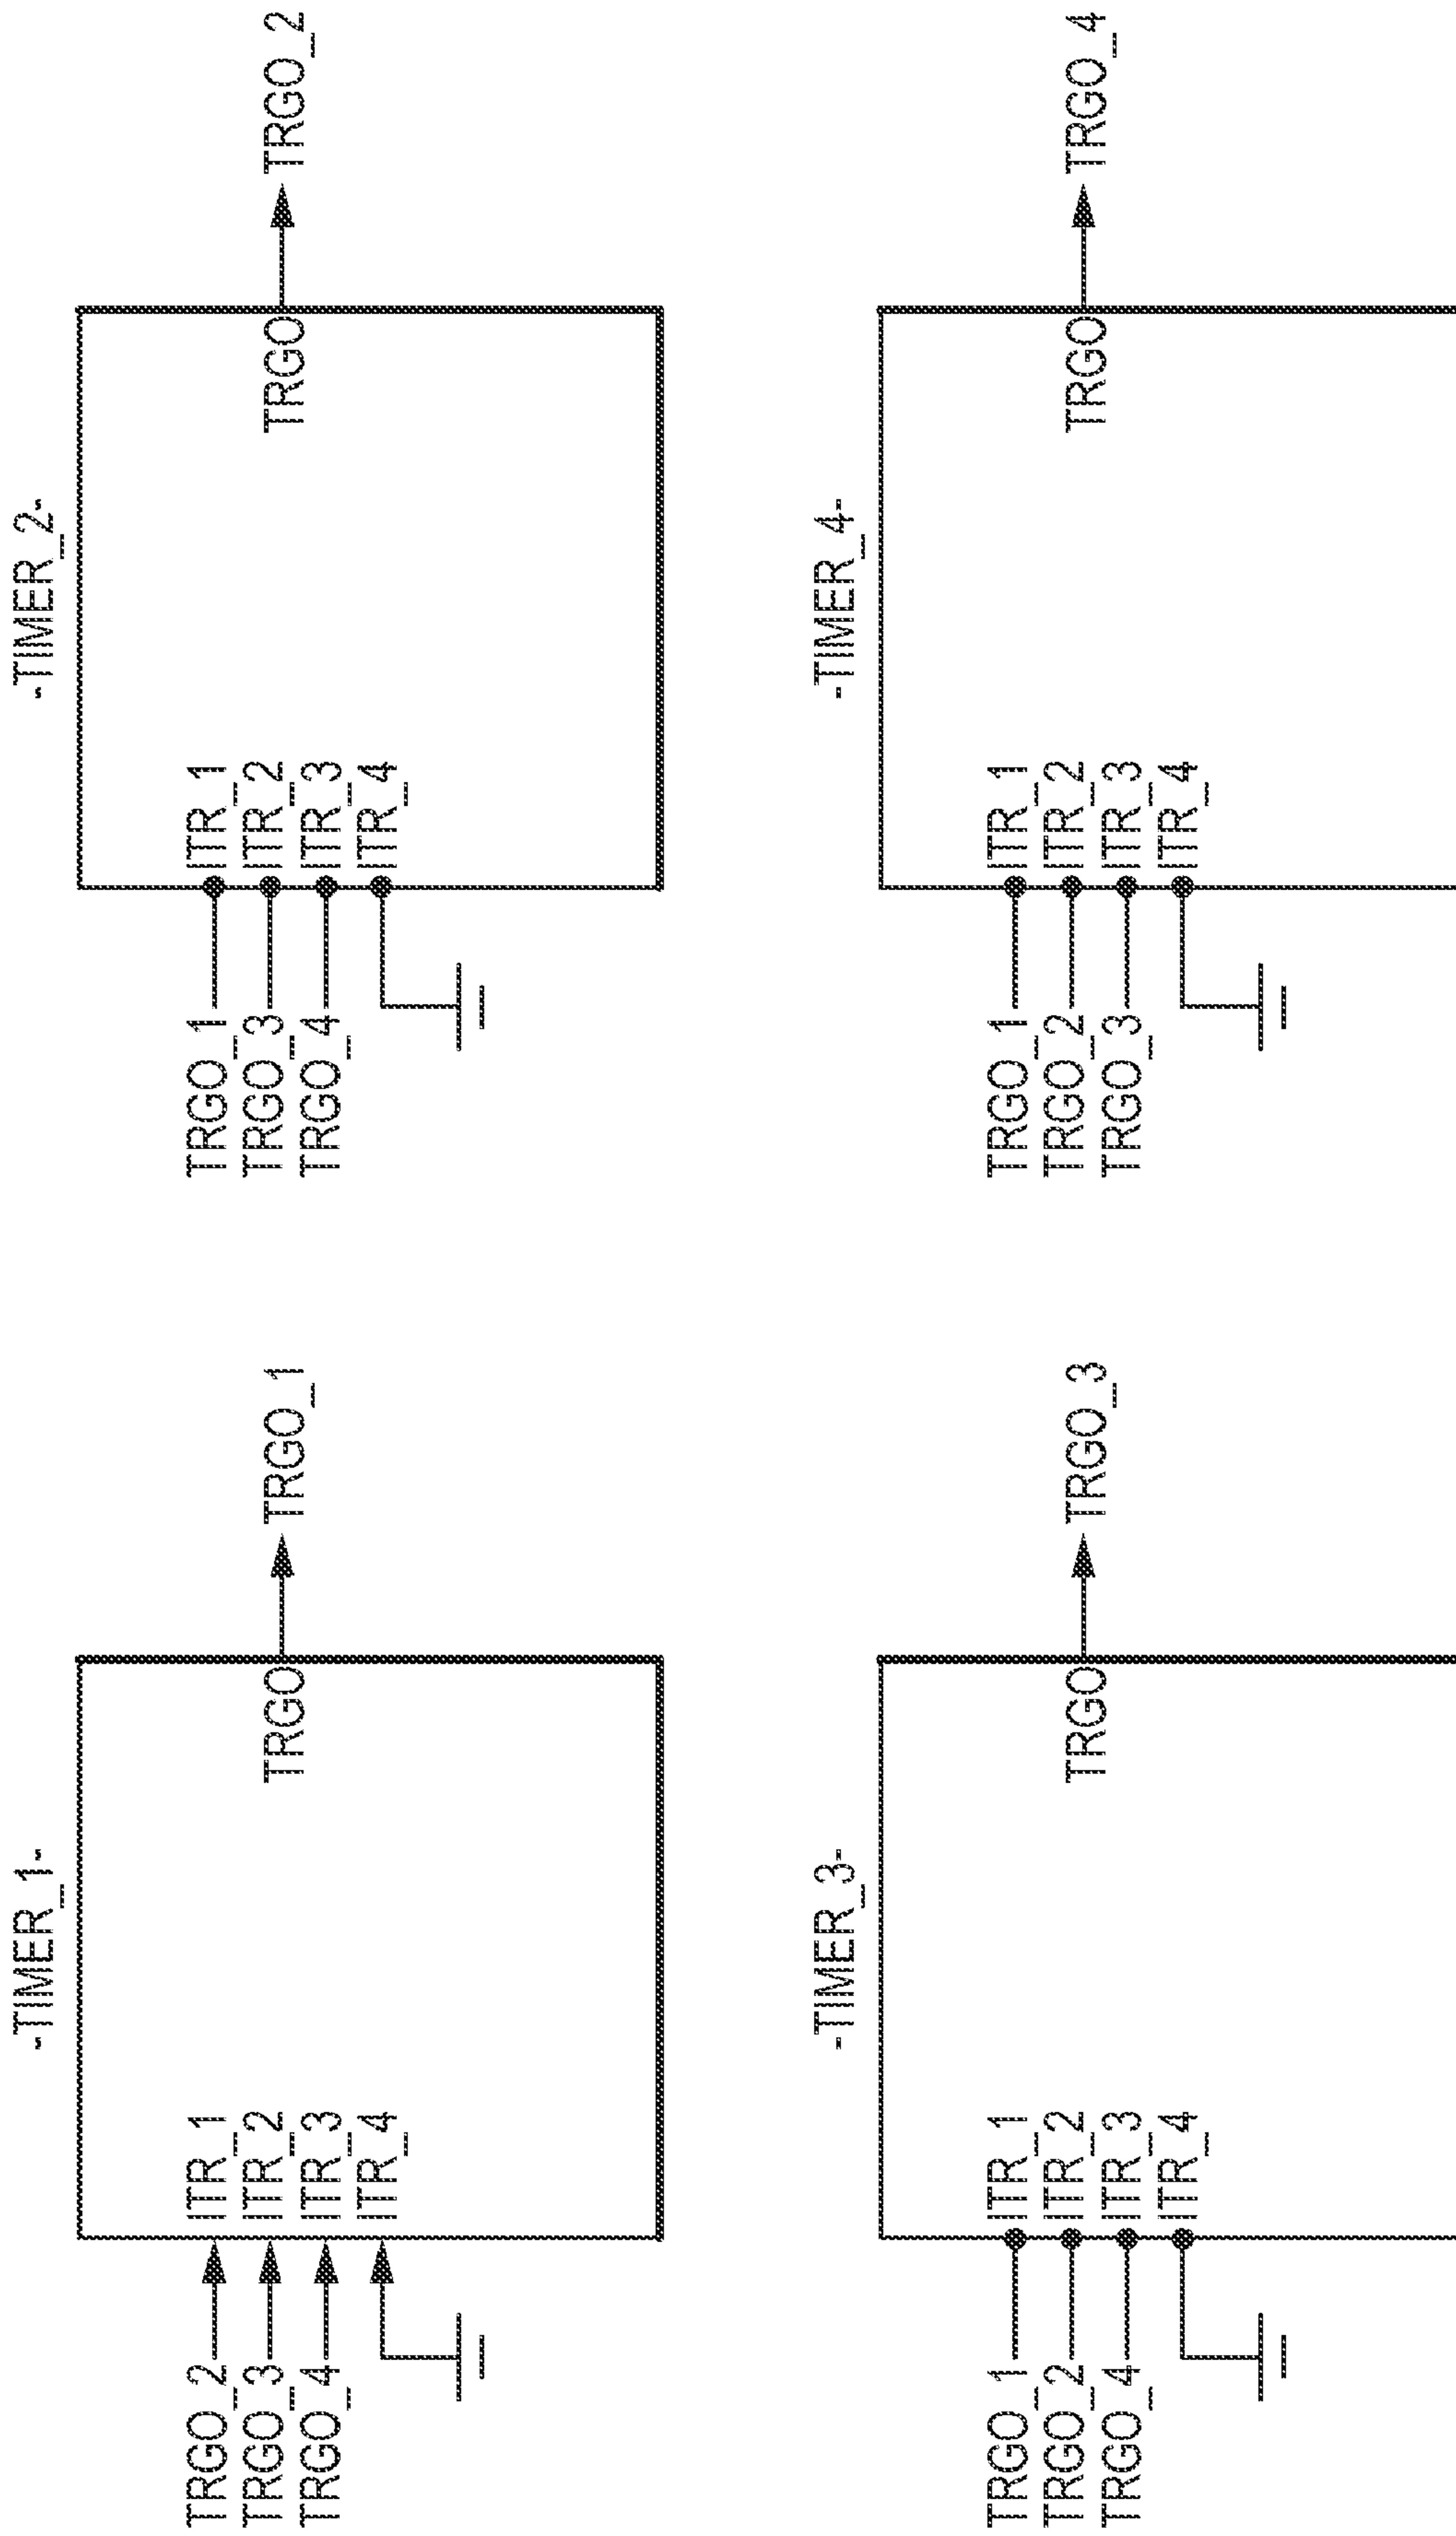 -TIMER_1-
TRGO_2 ITR_1
TRGO_3 ITR_2
TRGO_4 ITR_3
ITR_4
TRGO TRGO_1
-TIMER_2-
TRGO_1 ITR_1
TRGO_3 ITR_2
TRGO_4 ITR_3
ITR_4
TRGO TRGO_2
-TIMER_3-
TRGO_1 ITR_1
TRGO_2 ITR_2
TRGO_4 ITR_3
ITR_4
TRGO TRGO_3
-TIMER_4-
TRGO_1 ITR_1
TRGO_2 ITR_2
TRGO_3 ITR_3
ITR_4
TRGO TRGO_4